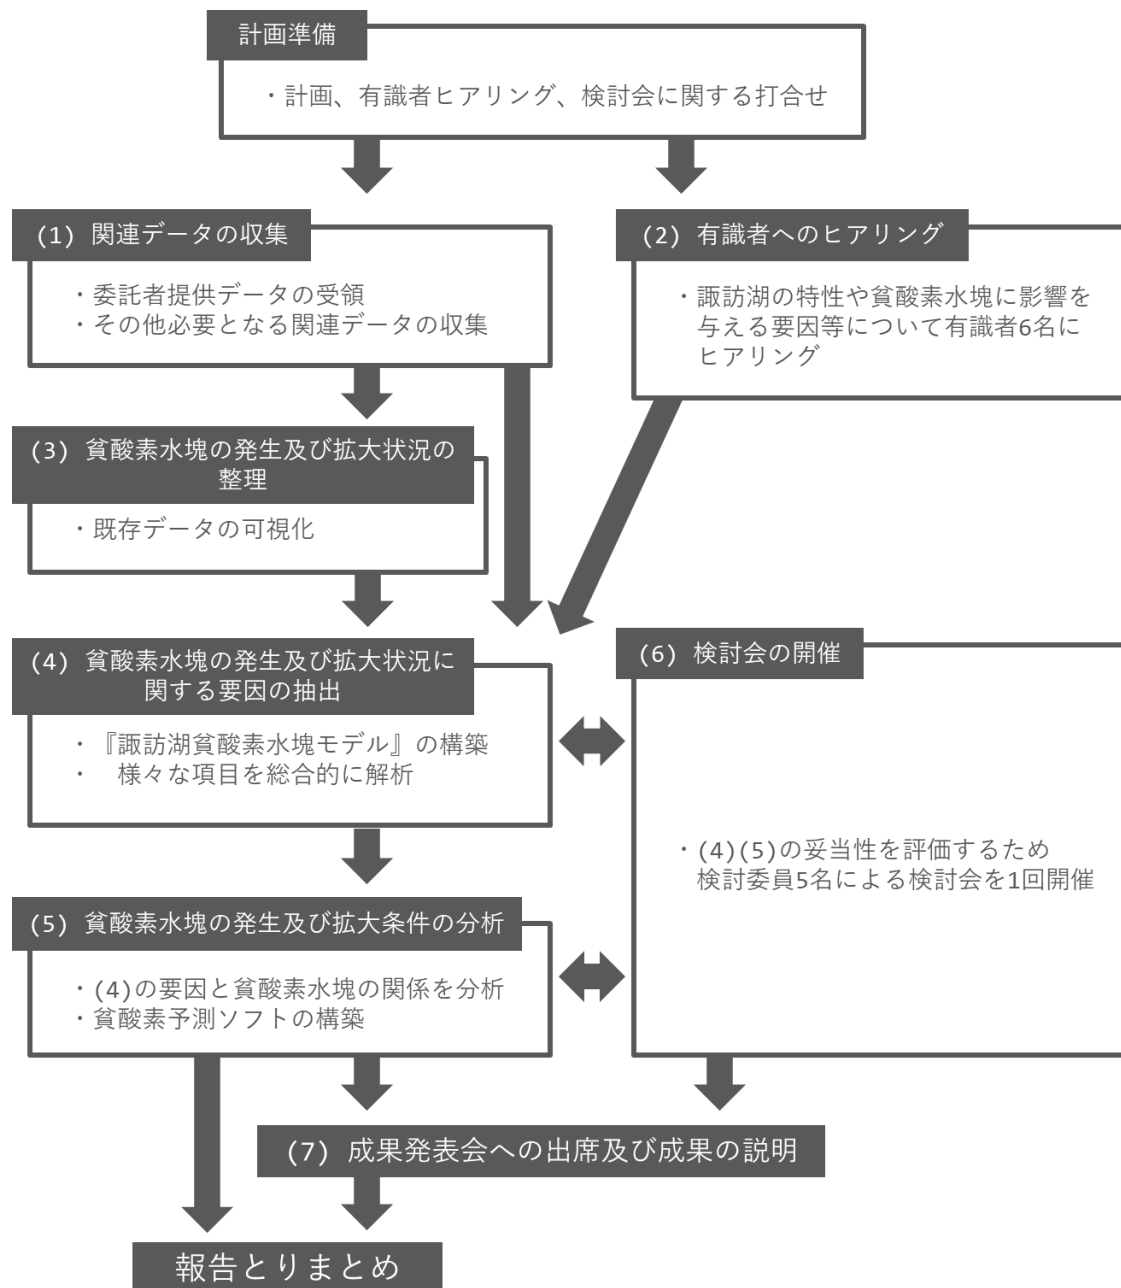 計画準備
・計画、有識者ヒアリング、検討会に関する打合せ
(1) 関連データの収集
・委託者提供データの受領
・その他必要となる関連データの収集
(2) 有識者へのヒアリング
・諏訪湖の特性や貧酸素水塊に影響を
与える要因等について有識者6名に
ヒアリング
(3) 貧酸素水塊の発生及び拡大状況の
整理
・既存データの可視化
(4) 貧酸素水塊の発生及び拡大状況に
関する要因の抽出
・『諏訪湖貧酸素水塊モデル』の構築
・ 様々な項目を総合的に解析
(6) 検討会の開催
・(4)(5)の妥当性を評価するため
検討委員5名による検討会を1回開催
(5) 貧酸素水塊の発生及び拡大条件の分析
・(4)の要因と貧酸素水塊の関係を分析
・貧酸素予測ソフトの構築
(7) 成果発表会への出席及び成果の説明
報告とりまとめ